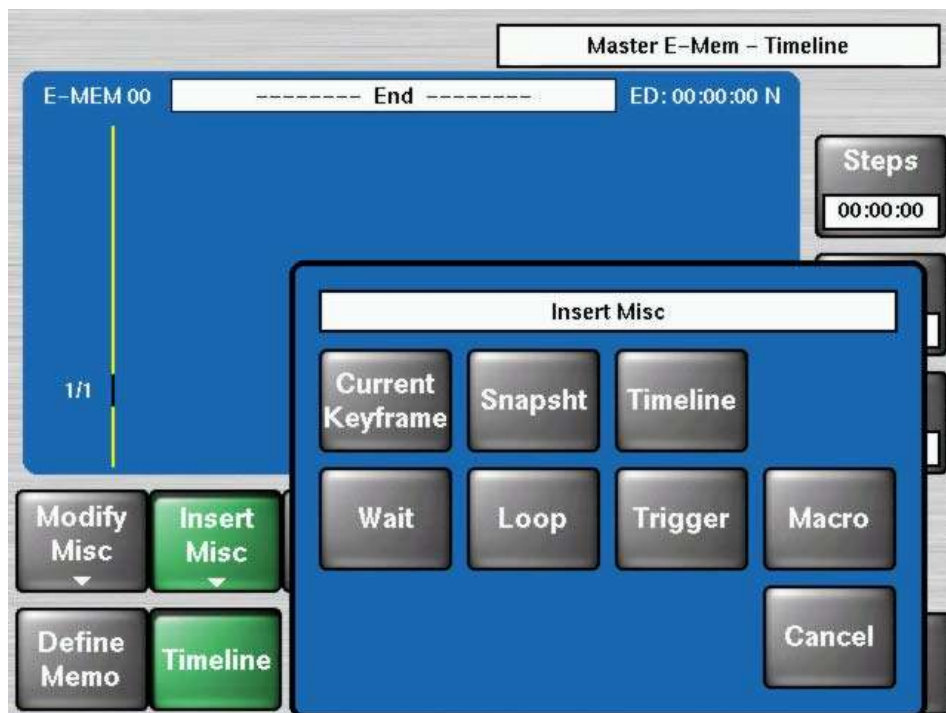 Master E-Mem - Timeline
E-MEM 00
-------- End --------
ED: 00:00:00 N
Steps
00:00:00
Insert Misc
Current
Keyframe
Snapsht
Timeline
1/1
Wait
Loop
Trigger
Macro
Modify
Misc
Insert
Misc
Cancel
Define
Memo
Timeline